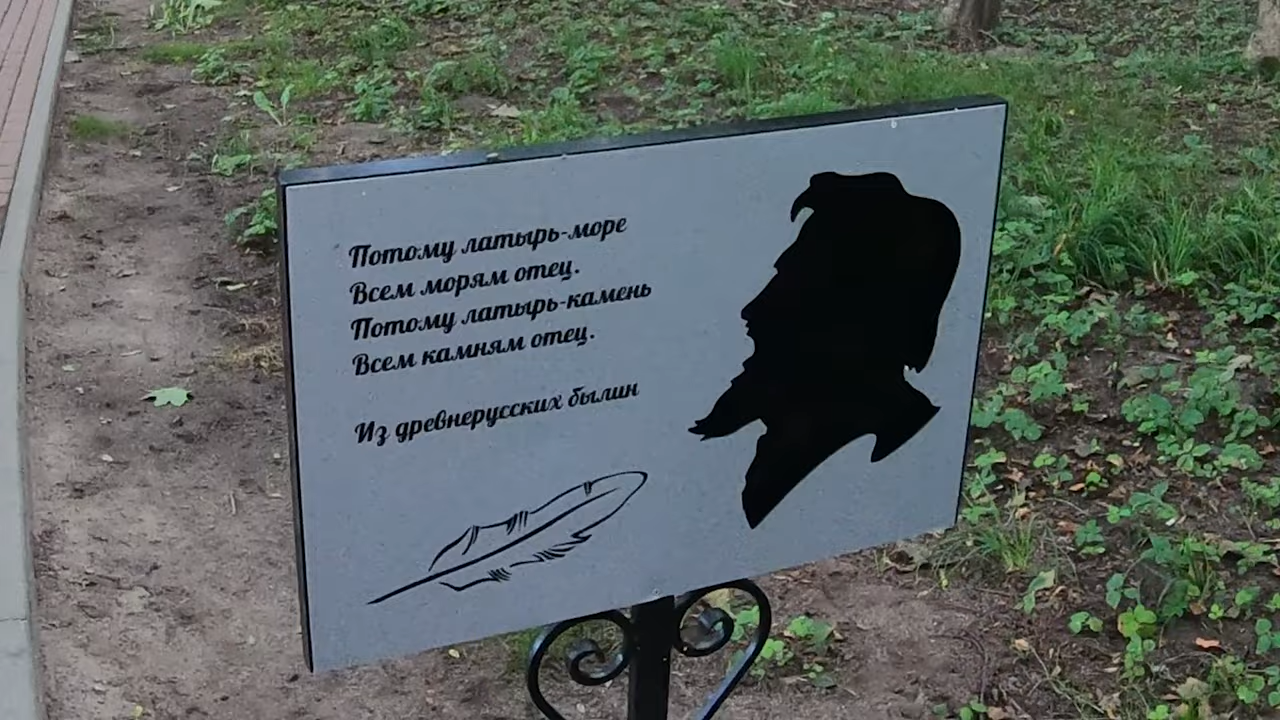 Потому латырь-море
Всем морям отец.
Потому латырь-камень
Всем камням отец.
Из древнерусских былин